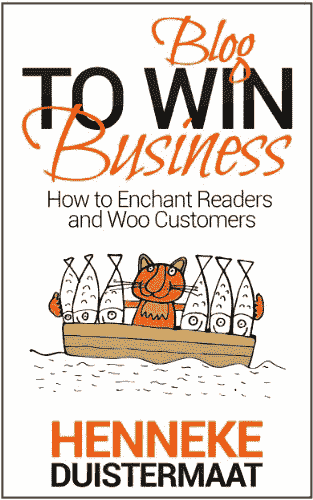 Blog
TO WIN
Business
How to Enchant Readers
and Woo Customers
HENNEKE
DUISTERMAAT